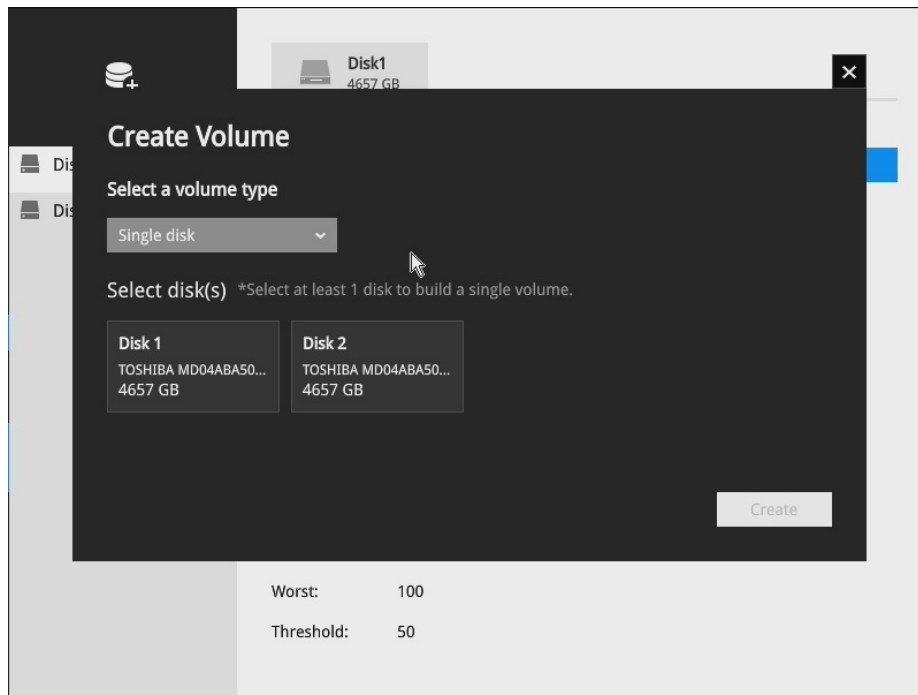 Disk1
4657 GB
Create Volume
Select a volume type
Single disk
Select disk(s) *Select at least 1 disk to build a single volume.
Disk 1
TOSHIBA MD04ABA50...
4657 GB
Disk 2
TOSHIBA MD04ABA50...
4657 GB
Create
Worst: 100
Threshold: 50